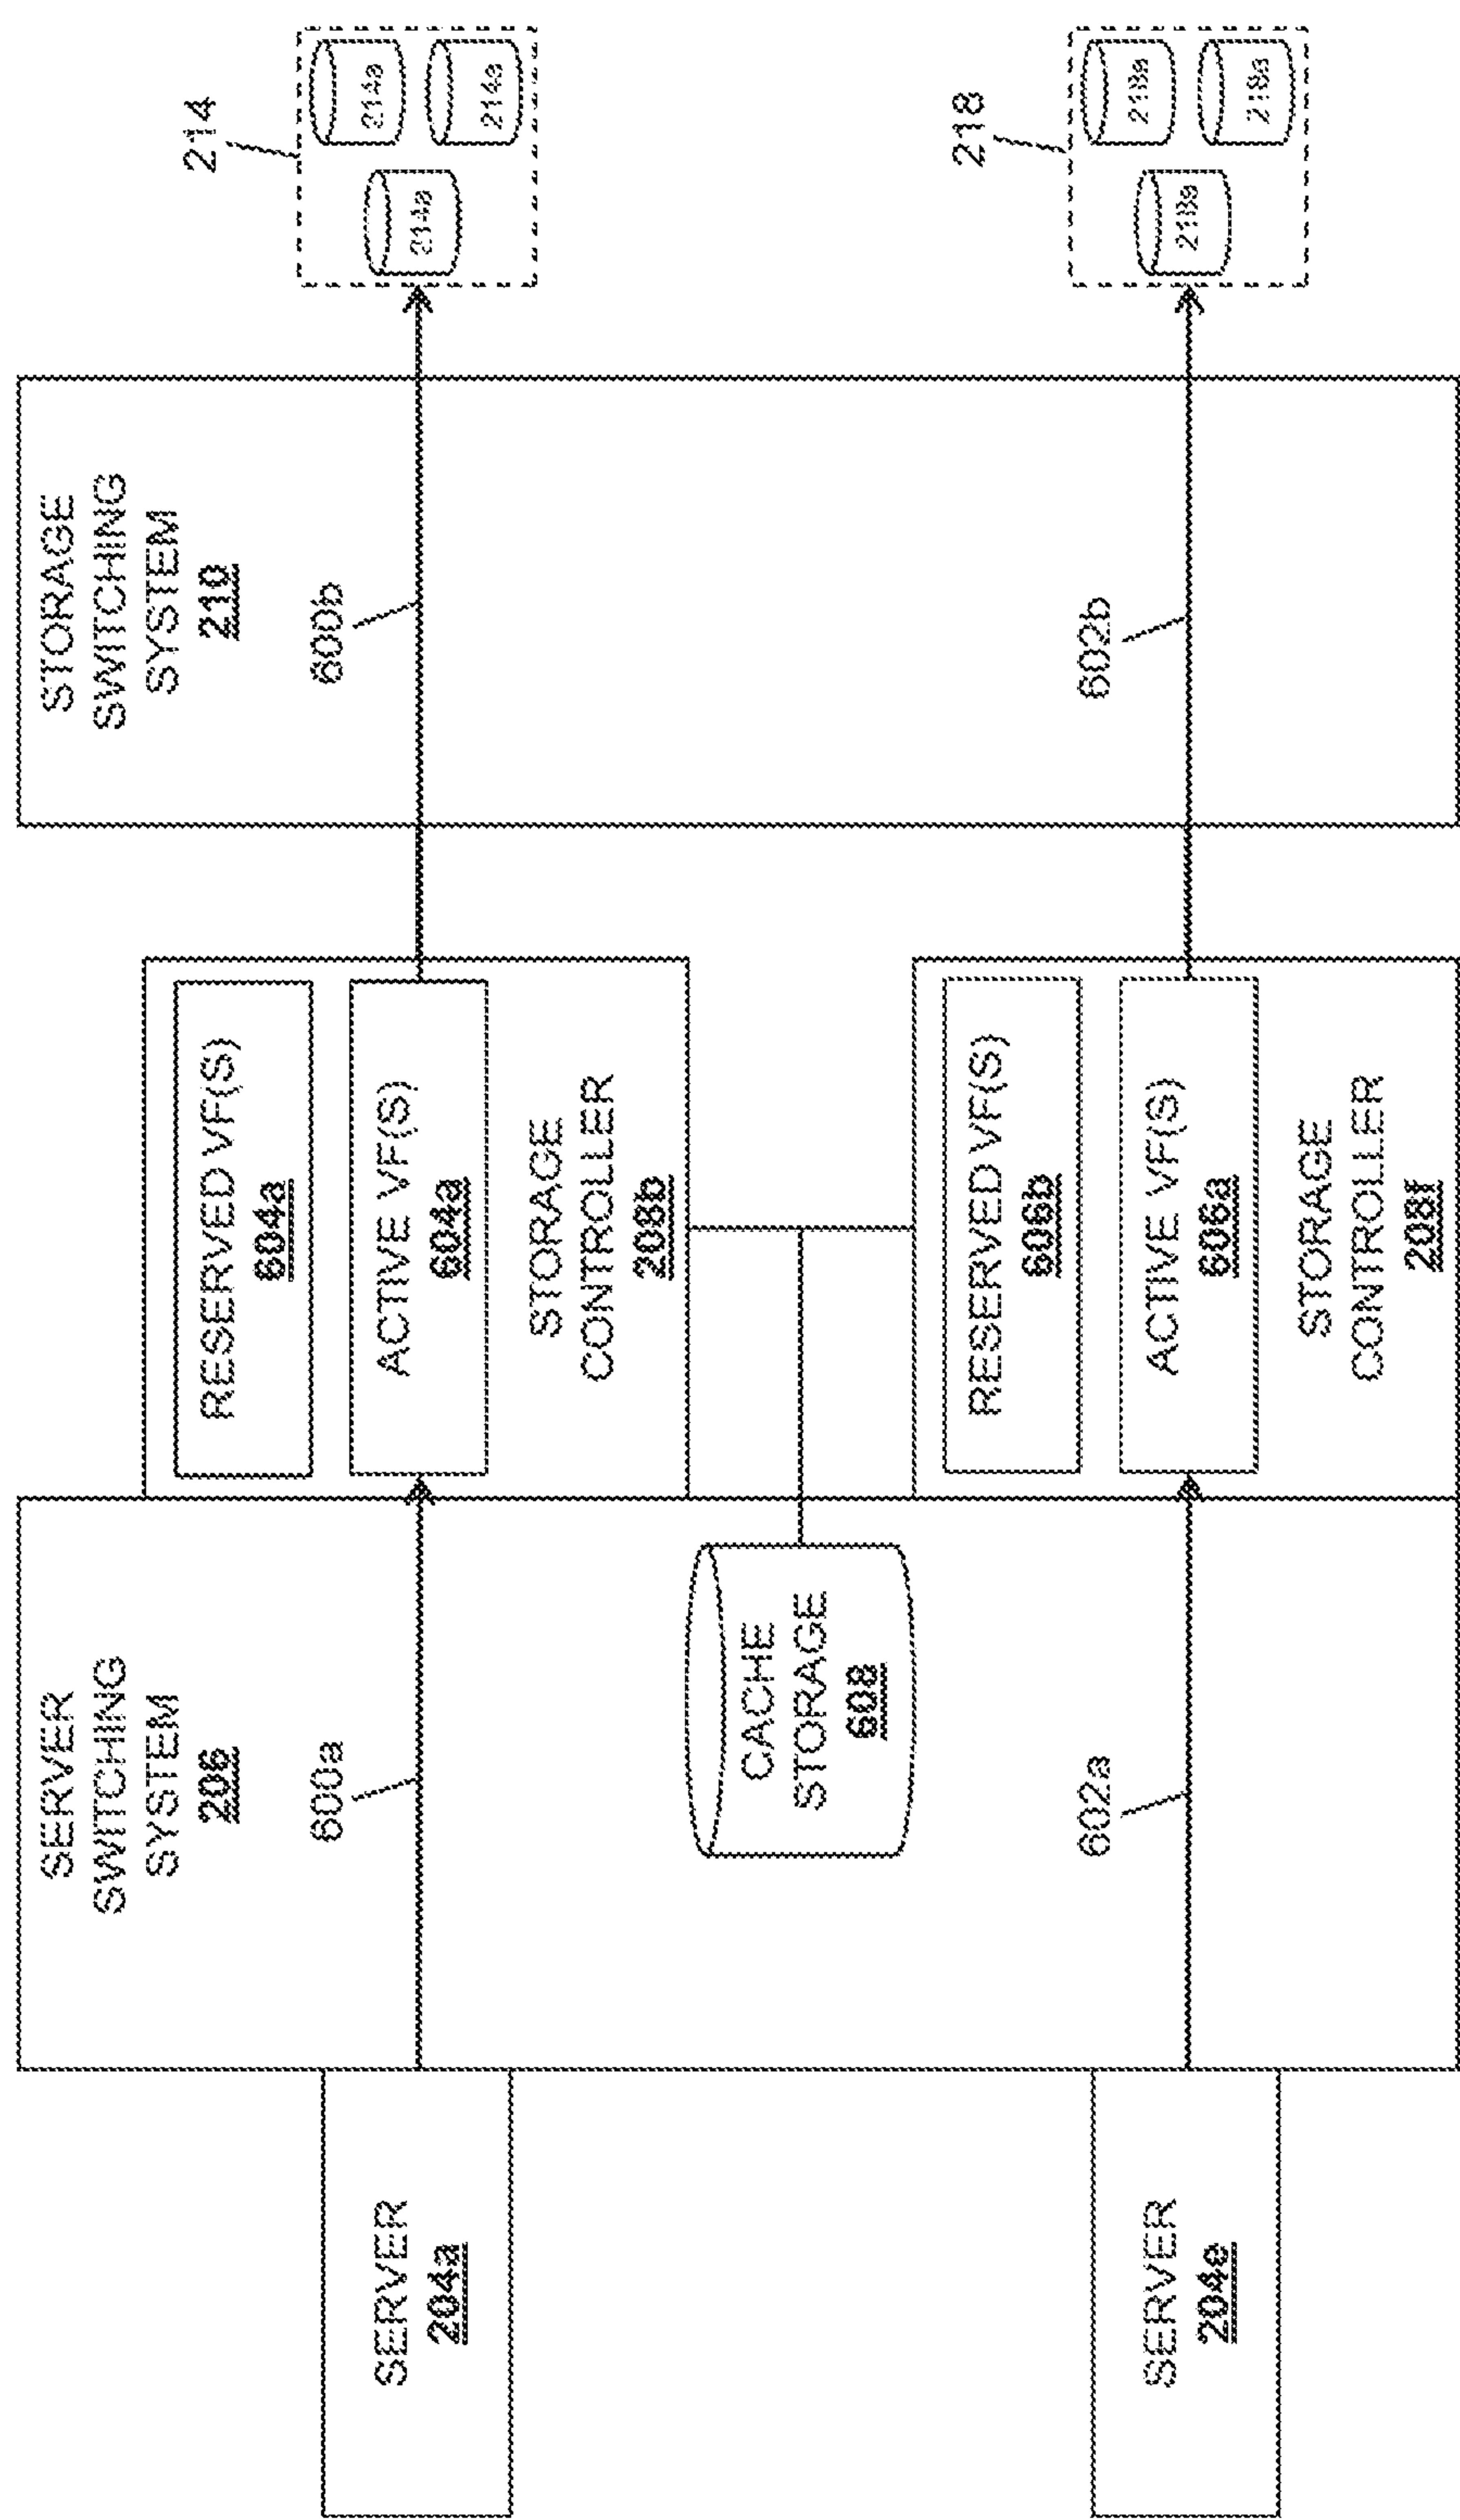 SERVER
204a
SERVER
204e
SERVER
SWITCHING
SYSTEM
206
600a
CACHE
STORAGE
608
602a
RESERVED VF(S)
604a
ACTIVE VF(S)
604a
STORAGE
CONTROLLER
208b
RESERVED VF(S)
606b
ACTIVE VF(S)
606a
STORAGE
CONTROLLER
208f
STORAGE
SWITCHING
SYSTEM
210
600b
602b
214
214a
214a
214a
218
218a
218a
218a